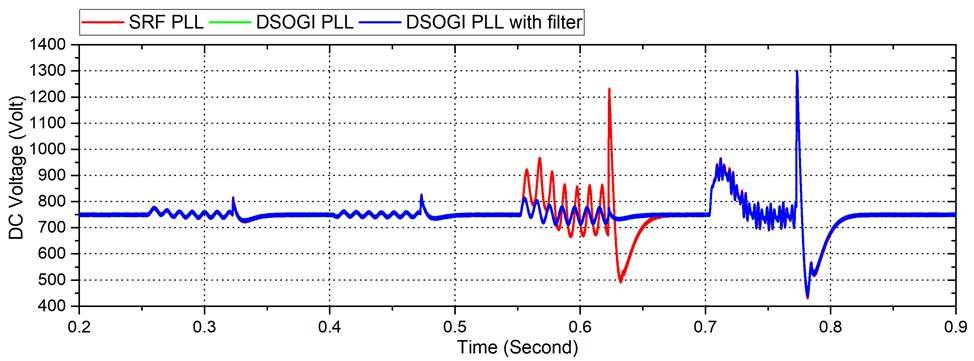 SRF PLL DSOGI PLL DSOGI PLL with filter
1400
1300
1200
1100
1000
900
800
700
600
500
400
DC Voltage (Volt)
0.2 0.3 0.4 0.5 0.6 0.7 0.8 0.9
Time (Second)